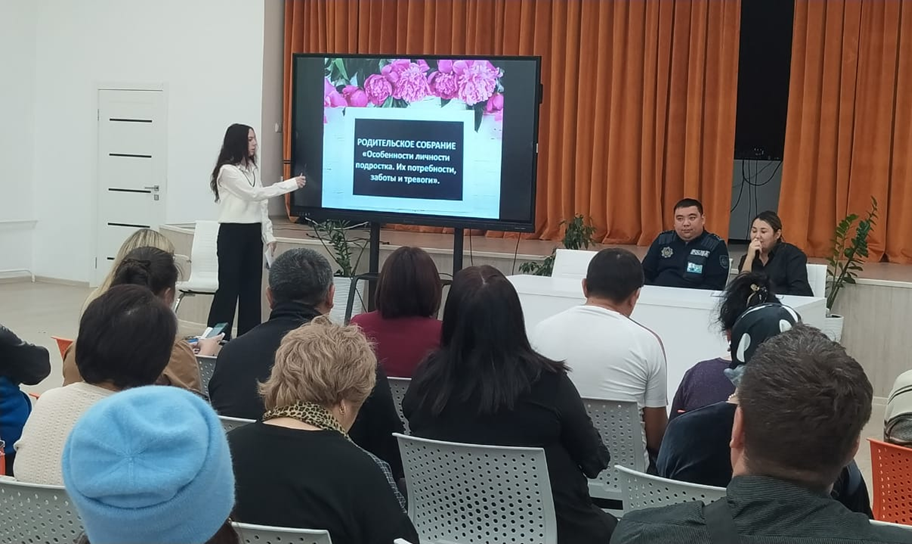 РОДИТЕЛЬСКОЕ СОБРАНИЕ
«Особенности личности
подростка. Их потребности,
заботы и тревоги».